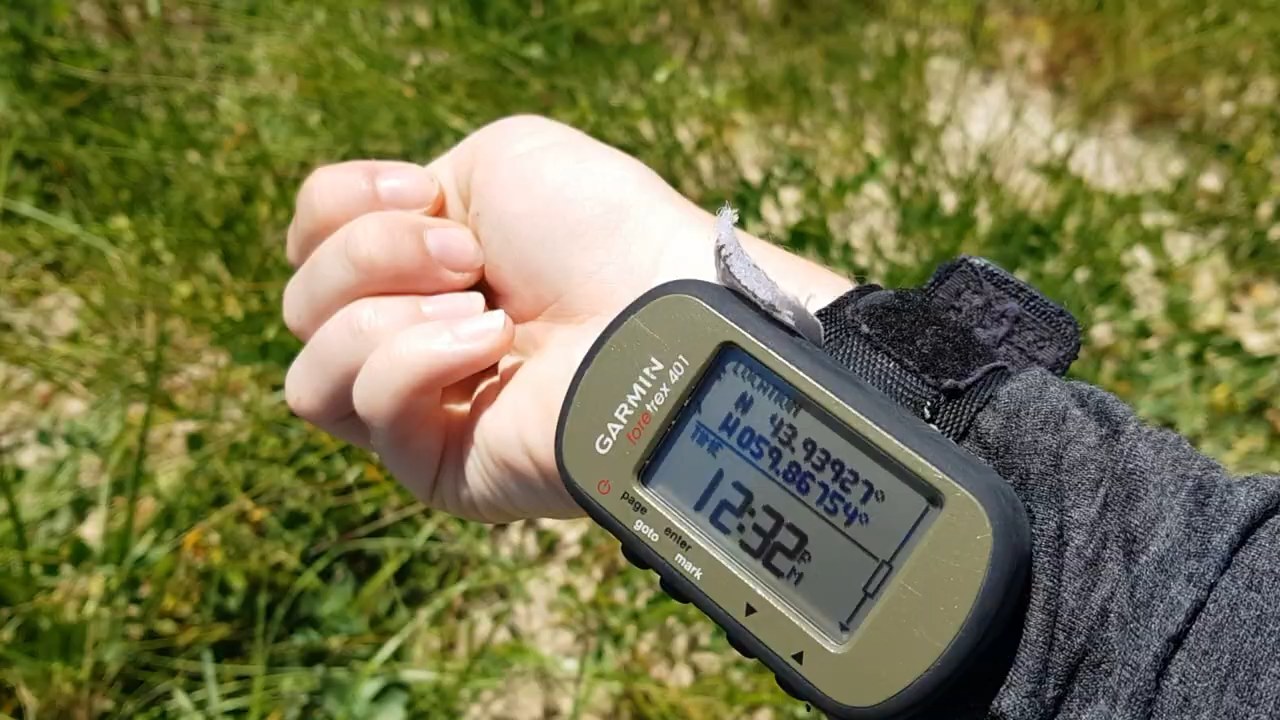 GARMIN
foretrex 401
LOCATION
N 43.93927°
W059.86754°
TIME
12:32PM
page
goto
enter
mark